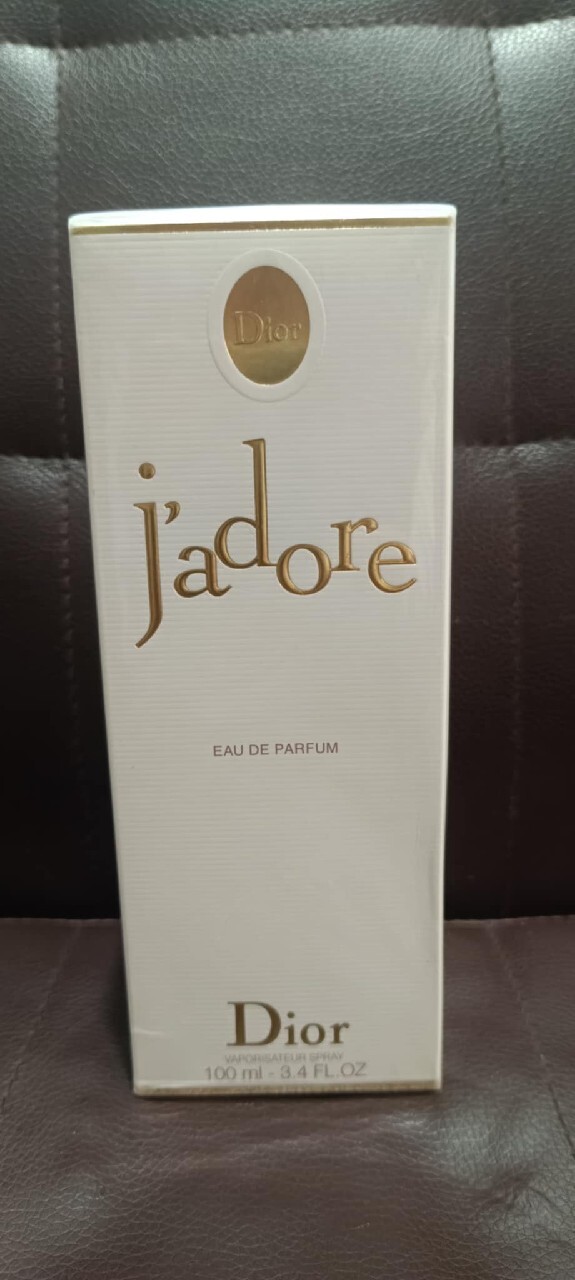 Dior
j'adore
EAU DE PARFUM
Dior
VAPORISATEUR SPRAY
100 ml - 3.4 FL.OZ